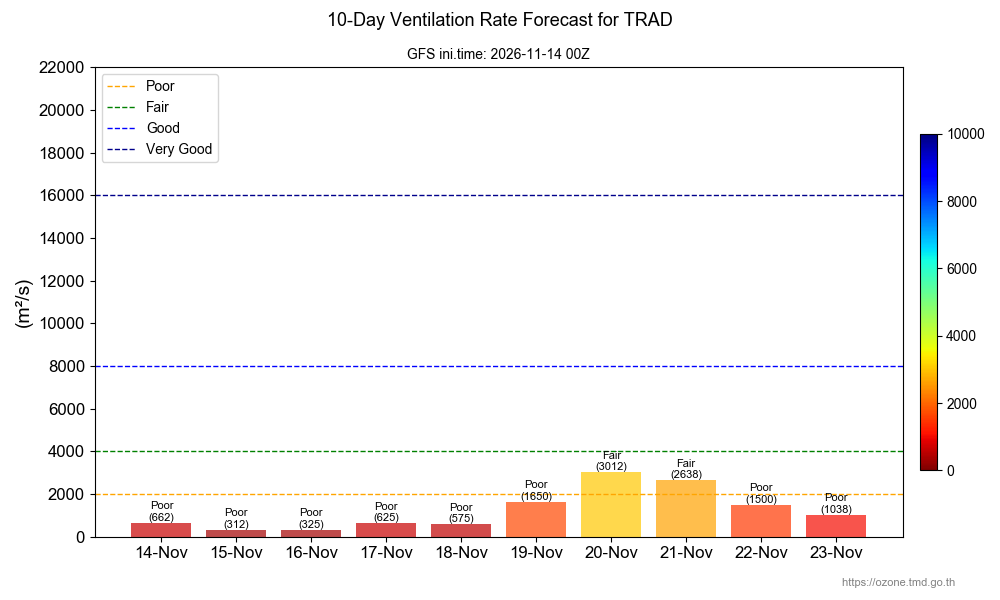 10-Day Ventilation Rate Forecast for TRAD
GFS ini.time: 2026-11-14 00Z
(m²/s)
22000
20000
18000
16000
14000
12000
10000
8000
6000
4000
2000
0
Poor
Fair
Good
Very Good
Poor
(662)
Poor
(312)
Poor
(325)
Poor
(625)
Poor
(575)
Poor
(1650)
Fair
(3012)
Fair
(2638)
Poor
(1500)
Poor
(1038)
14-Nov 15-Nov 16-Nov 17-Nov 18-Nov 19-Nov 20-Nov 21-Nov 22-Nov 23-Nov
10000
8000
6000
4000
2000
0
https://ozone.tmd.go.th